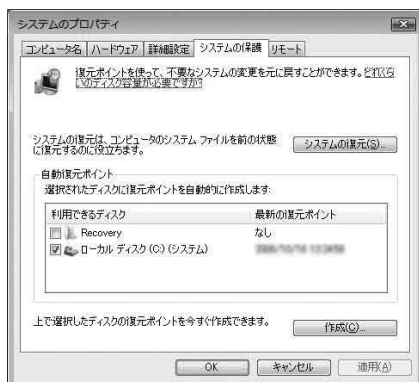 システムのプロパティ
コンピュータ名 ハードウェア 詳細設定 システムの保護 リモート
復元ポイントを使って、不要なシステムの変更を元に戻すことができます。どれくら
いのディスク容量が必要ですか?
システムの復元は、コンピュータのシステム ファイルを前の状態
に復元するのに役立ちます。
システムの復元(S)...
自動復元ポイント
選択されたディスクに復元ポイントを自動的に作成します:
利用できるディスク 最新の復元ポイント
Recovery なし
ローカル ディスク (C:) (システム)
上で選択したディスクの復元ポイントを今すぐ作成できます。
作成(C)...
OK キャンセル 適用(A)